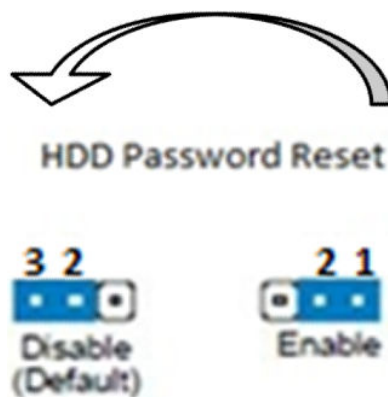 HDD Password Reset
3 2
2 1
Disable
(Default)
Enable